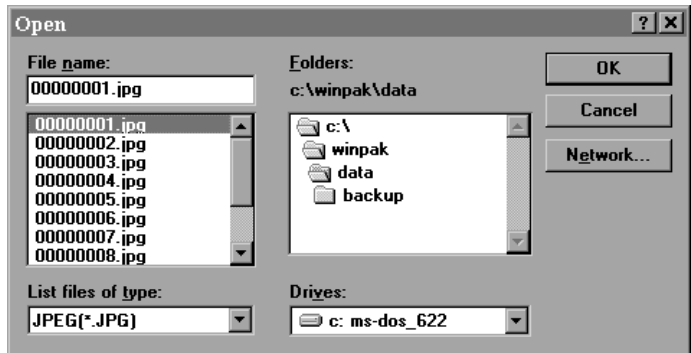 Open
File name:
00000001.jpg
00000001.jpg
00000002.jpg
00000003.jpg
00000004.jpg
00000005.jpg
00000006.jpg
00000007.jpg
00000008.jpg
List files of type:
JPEG(*.JPG)
Folders:
c:\winpak\data
c:\
winpak
data
backup
Drives:
c: ms-dos_622
OK
Cancel
Network...